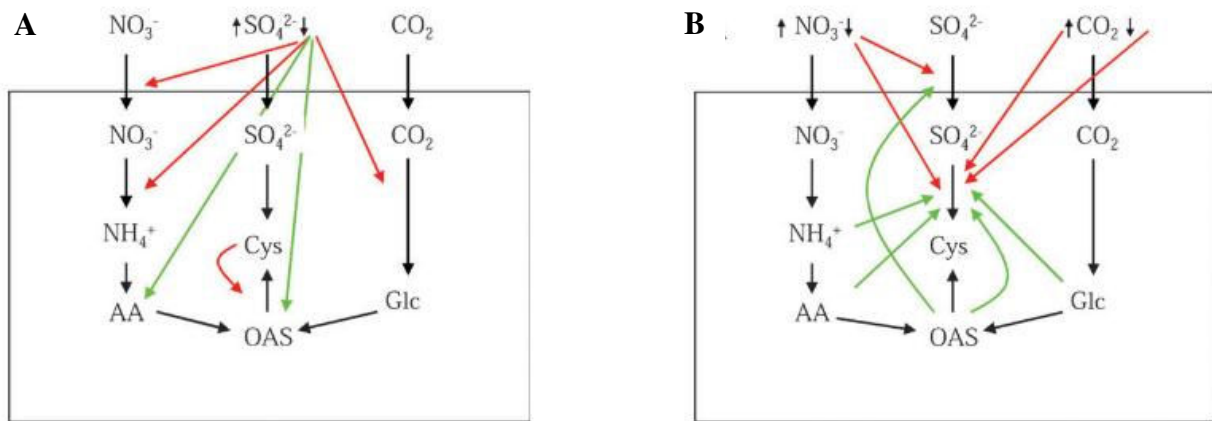 A NO₃⁻ ↑SO₄²⁻↓ CO₂
NO₃⁻ SO₄²⁻ CO₂
NH₄⁺ Cys
AA OAS Glc
B . ↑ NO₃⁻↓ SO₄²⁻ ↑CO₂ ↓
NO₃⁻ SO₄²⁻ CO₂
NH₄⁺ Cys
AA OAS Glc